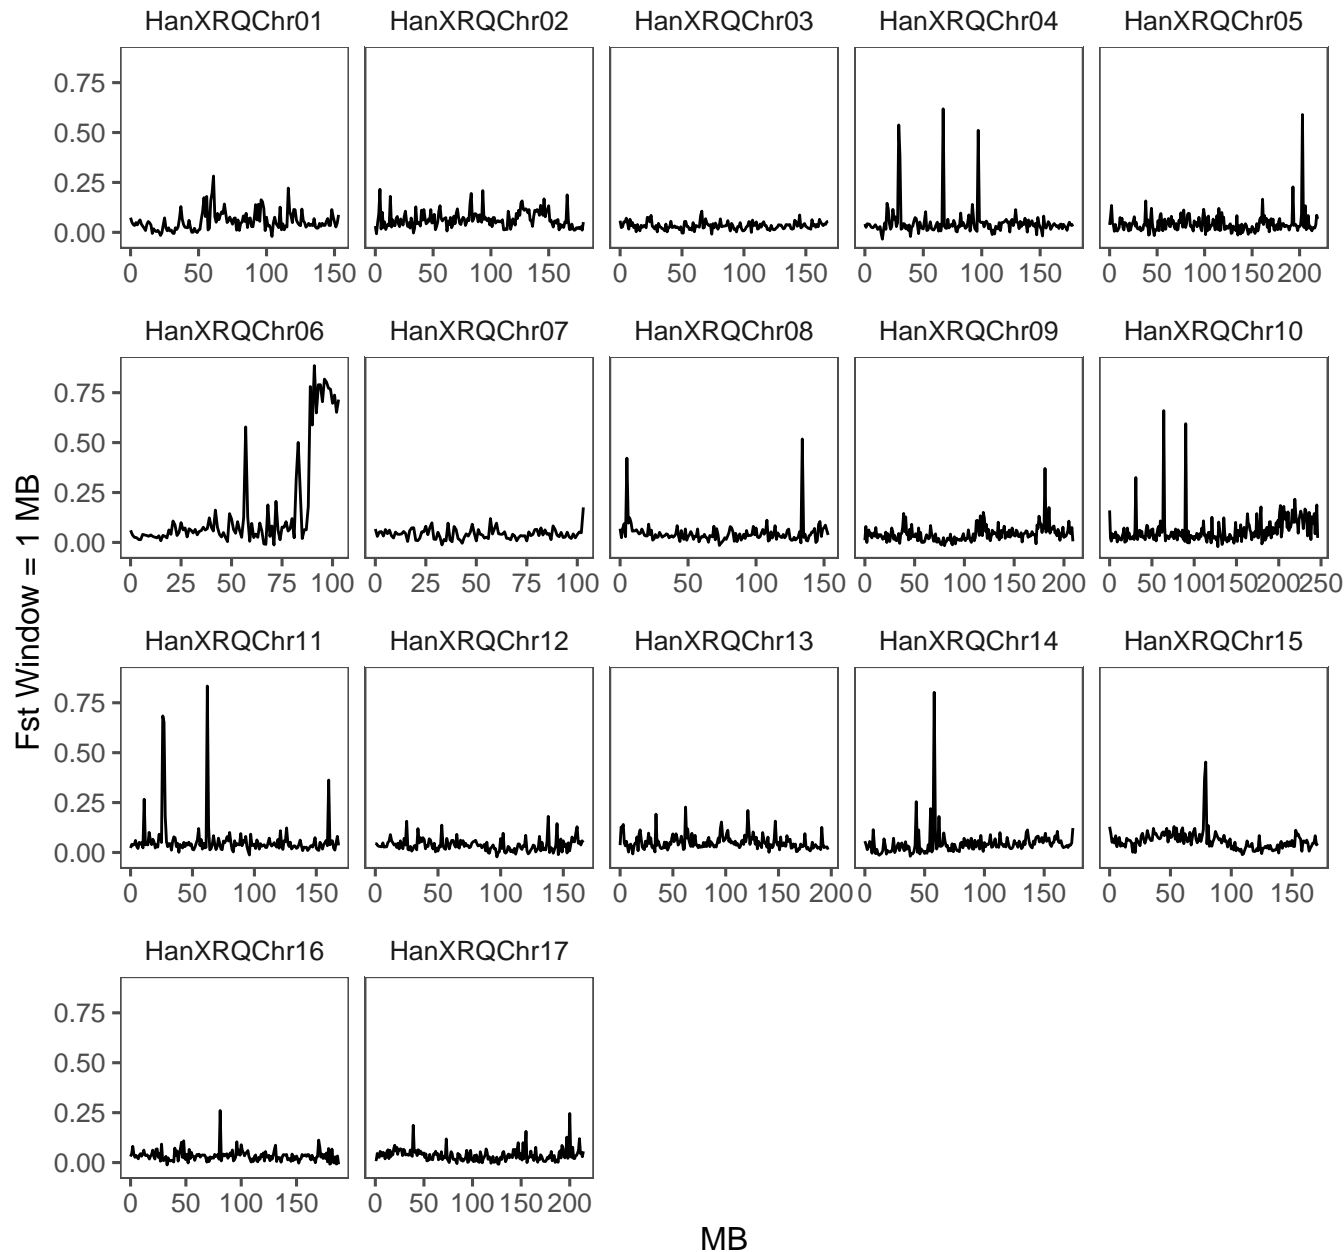 HanXRQChr01 HanXRQChr02 HanXRQChr03 HanXRQChr04 HanXRQChr05
0.75
0.50
0.25
0.00
0 50 100 150 0 50 100 150 0 50 100 150 0 50 100 150 0 50 100 150 200
HanXRQChr06 HanXRQChr07 HanXRQChr08 HanXRQChr09 HanXRQChr10
0.75
0.50
0.25
0.00
0 25 50 75 100 0 25 50 75 100 0 50 100 150 0 50 100 150 200 0 50 100 150 200 250
Fst Window = 1 MB
HanXRQChr11 HanXRQChr12 HanXRQChr13 HanXRQChr14 HanXRQChr15
0.75
0.50
0.25
0.00
0 50 100 150 0 50 100 150 0 50 100 150 200 0 50 100 150 0 50 100 150
HanXRQChr16 HanXRQChr17
0.75
0.50
0.25
0.00
0 50 100 150 0 50 100 150 200
MB